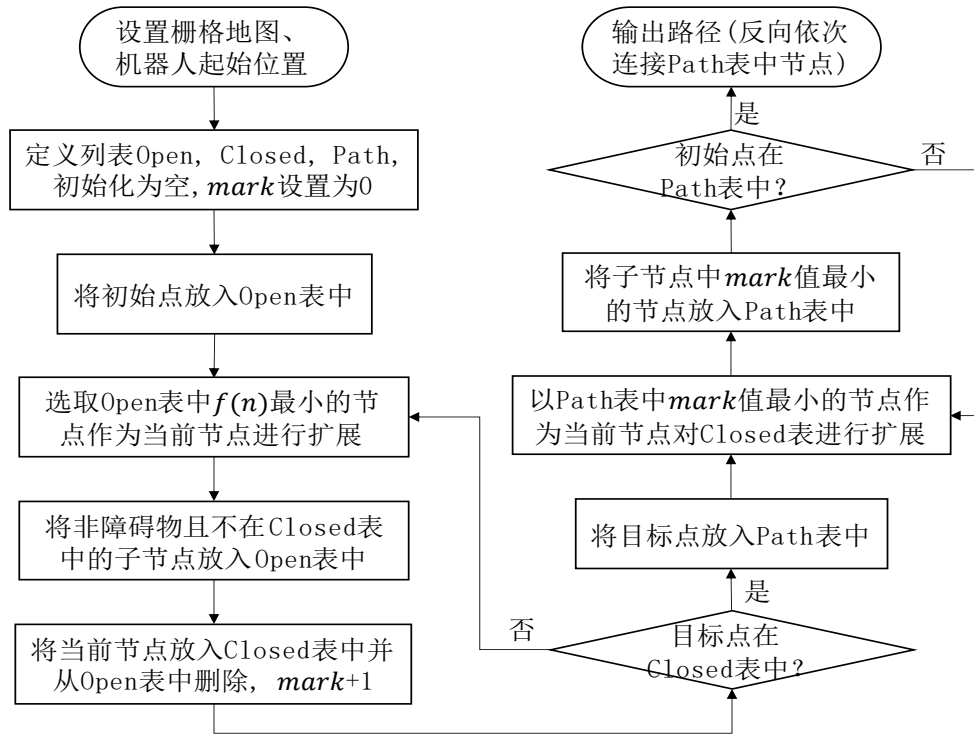 设置栅格地图、
机器人起始位置
定义列表Open, Closed, Path,
初始化为空, mark设置为0
将初始点放入Open表中
选取Open表中f(n)最小的节
点作为当前节点进行扩展
将非障碍物且不在Closed表
中的子节点放入Open表中
将当前节点放入Closed表中并
从Open表中删除, mark+1
目标点在
Closed表中？
否
是
将目标点放入Path表中
以Path表中mark值最小的节点作
为当前节点对Closed表进行扩展
将子节点中mark值最小
的节点放入Path表中
初始点在
Path表中？
否
是
输出路径(反向依次
连接Path表中节点)